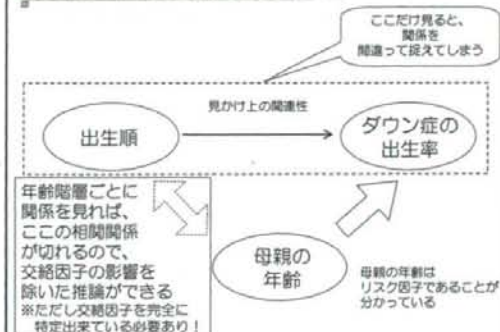 ここだけ見ると、
関係を
間違って捉えてしまう
見かけ上の関連性
出生順
ダウン症の
出生率
年齢階層ごとに
関係を見れば、
ここの相関関係
が切れるので、
交絡因子の影響を
除いた推論ができる
※ただし交絡因子を完全に
特定出来ている必要あり！
母親の
年齢
母親の年齢は
リスク因子であることが
分かっている